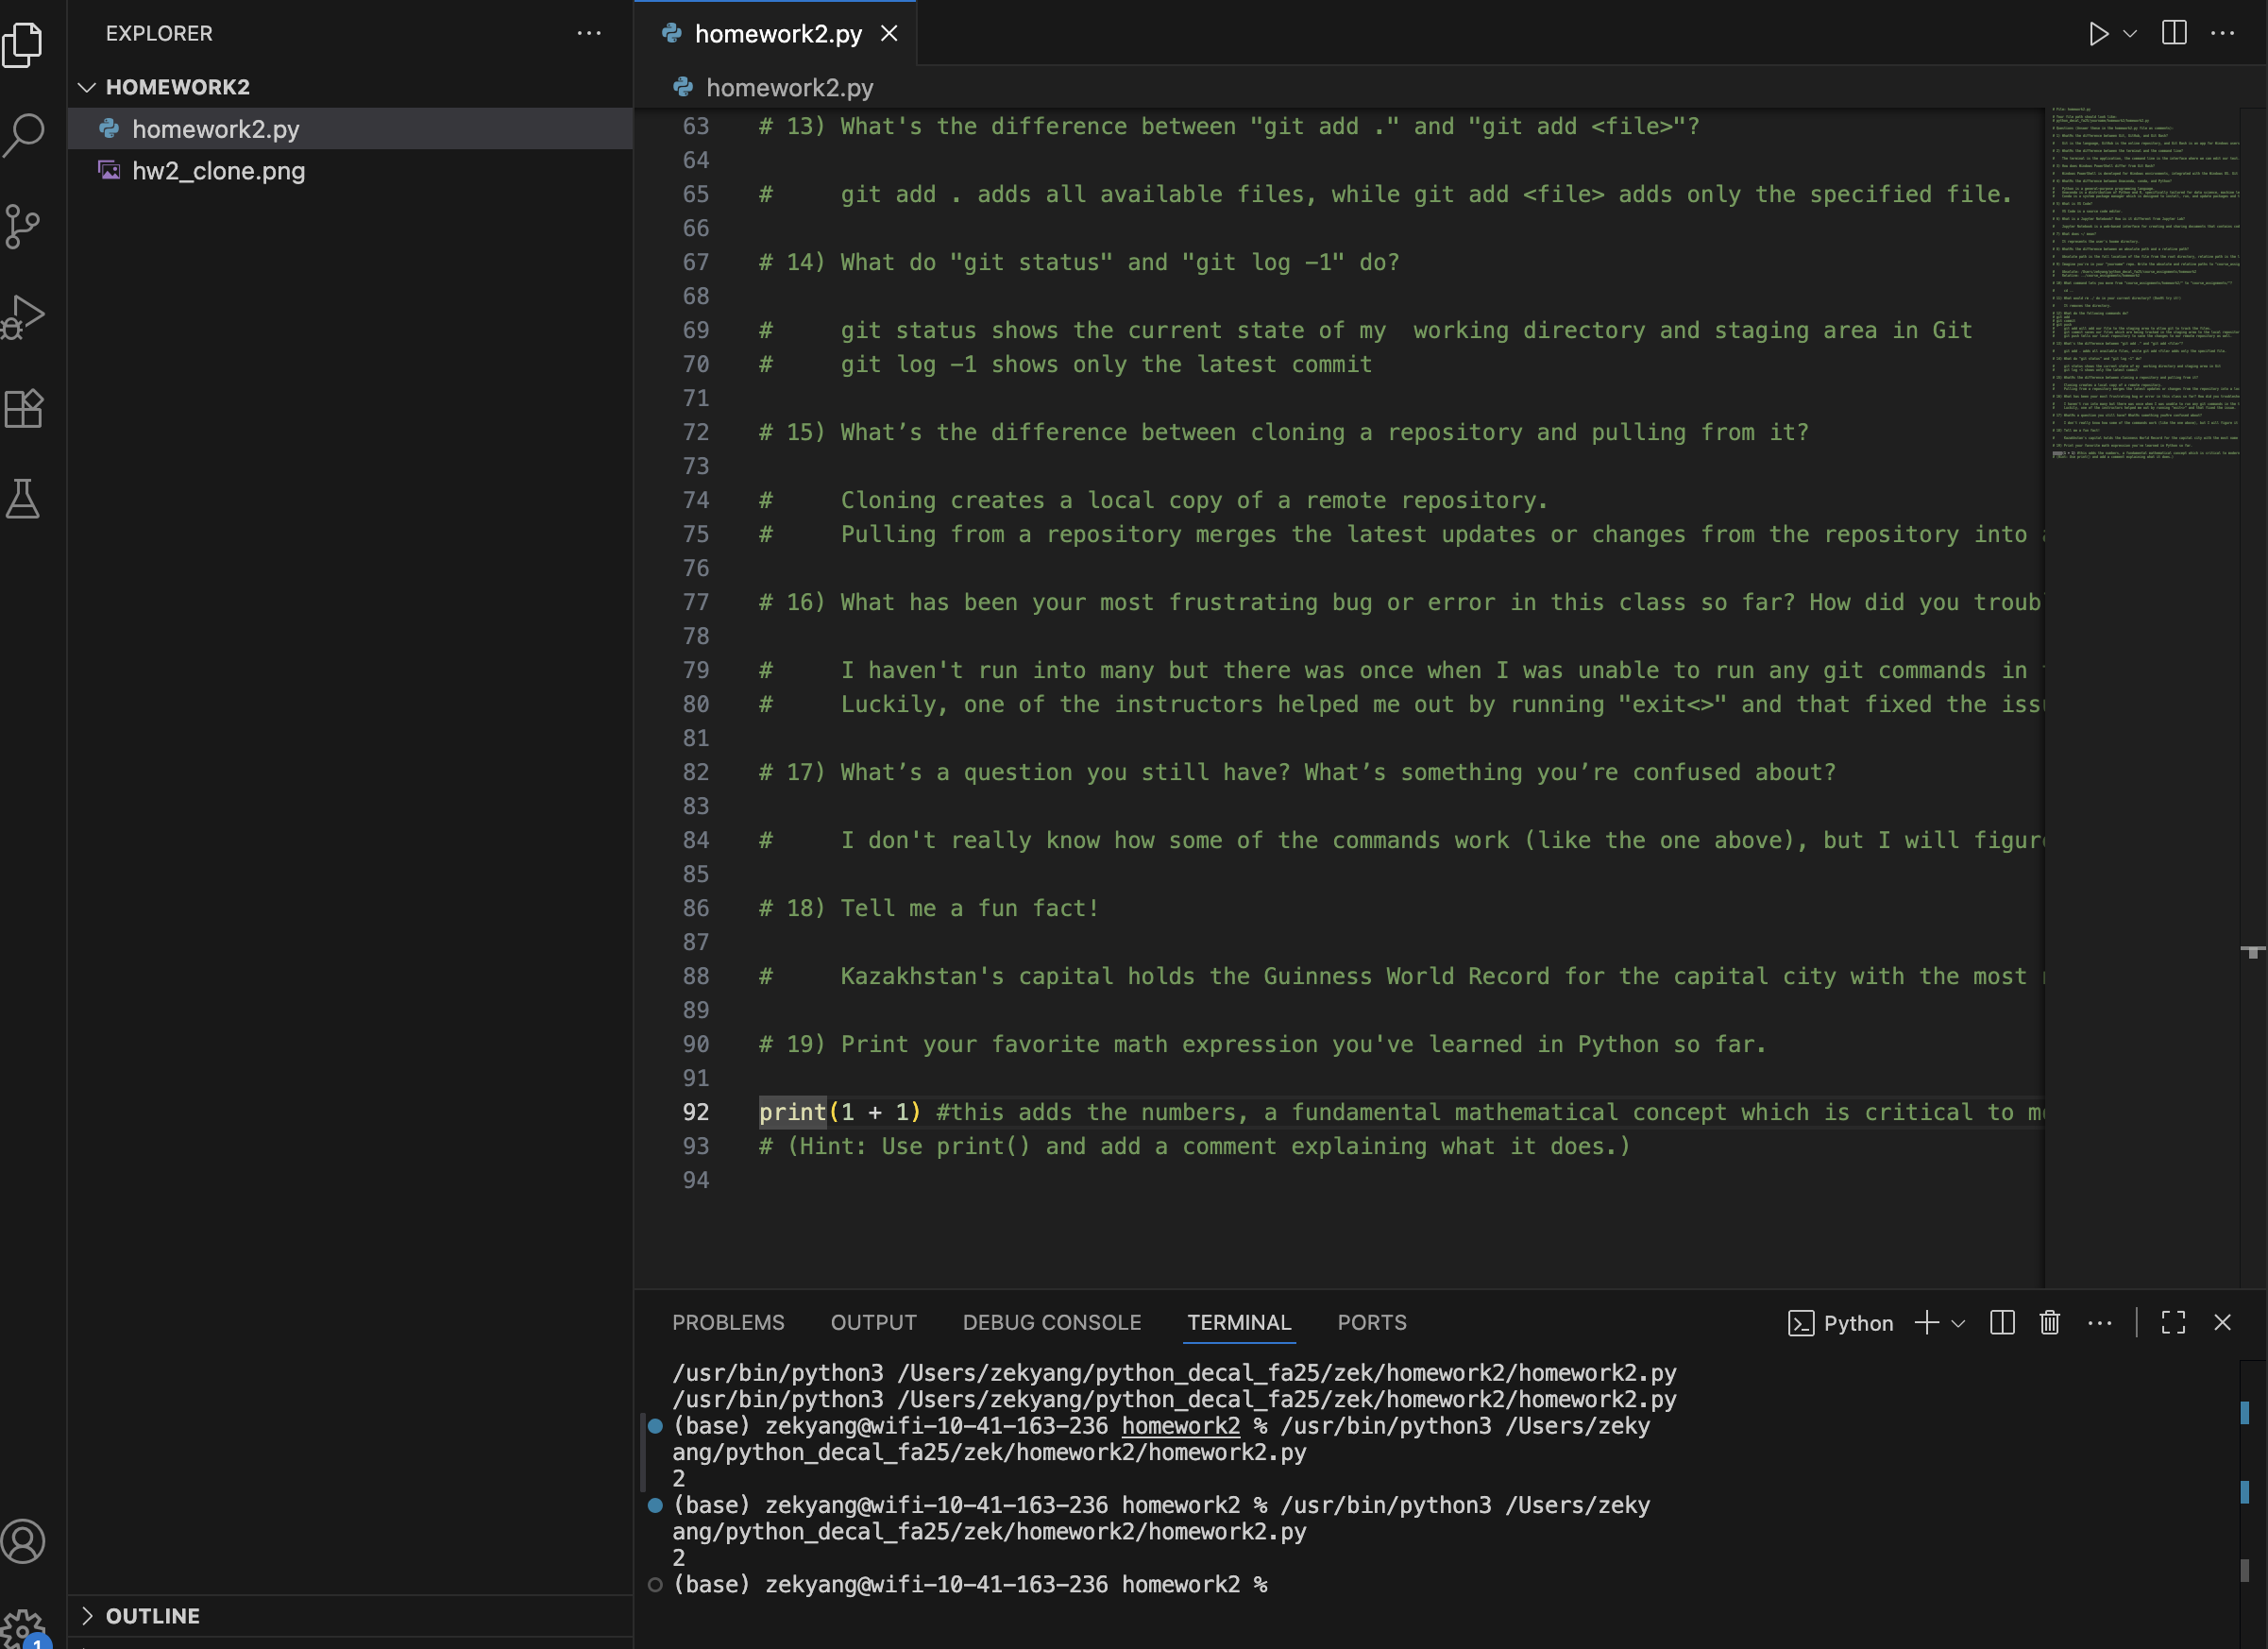 EXPLORER
HOMEWORK2
homework2.py
hw2_clone.png
OUTLINE
1
homework2.py
homework2.py
63 # 13) What's the difference between "git add ." and "git add <file>"?
64
65 # git add . adds all available files, while git add <file> adds only the specified file.
66
67 # 14) What do "git status" and "git log -1" do?
68
69 # git status shows the current state of my  working directory and staging area in Git
70 # git log -1 shows only the latest commit
71
72 # 15) What’s the difference between cloning a repository and pulling from it?
73
74 # Cloning creates a local copy of a remote repository.
75 # Pulling from a repository merges the latest updates or changes from the repository into
76
77 # 16) What has been your most frustrating bug or error in this class so far? How did you troub
78
79 # I haven't run into many but there was once when I was unable to run any git commands in
80 # Luckily, one of the instructors helped me out by running "exit<>" and that fixed the iss
81
82 # 17) What’s a question you still have? What’s something you’re confused about?
83
84 # I don't really know how some of the commands work (like the one above), but I will figur
85
86 # 18) Tell me a fun fact!
87
88 # Kazakhstan's capital holds the Guinness World Record for the capital city with the most
89
90 # 19) Print your favorite math expression you've learned in Python so far.
91
92 print(1 + 1) #this adds the numbers, a fundamental mathematical concept which is critical to m
93 # (Hint: Use print() and add a comment explaining what it does.)
94
PROBLEMS OUTPUT DEBUG CONSOLE TERMINAL PORTS Python
/usr/bin/python3 /Users/zekyang/python_decal_fa25/zek/homework2/homework2.py
/usr/bin/python3 /Users/zekyang/python_decal_fa25/zek/homework2/homework2.py
(base) zekyang@wifi-10-41-163-236 homework2 % /usr/bin/python3 /Users/zeky
ang/python_decal_fa25/zek/homework2/homework2.py
2
(base) zekyang@wifi-10-41-163-236 homework2 % /usr/bin/python3 /Users/zeky
ang/python_decal_fa25/zek/homework2/homework2.py
2
(base) zekyang@wifi-10-41-163-236 homework2 %